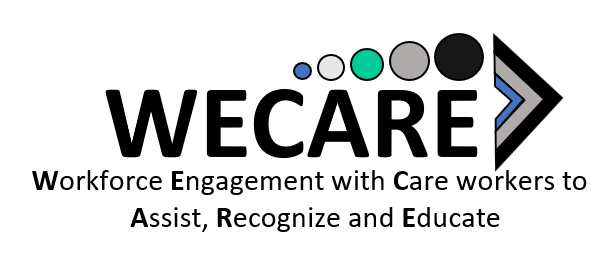 WECARE
Workforce Engagement with Care workers to
Assist, Recognize and Educate